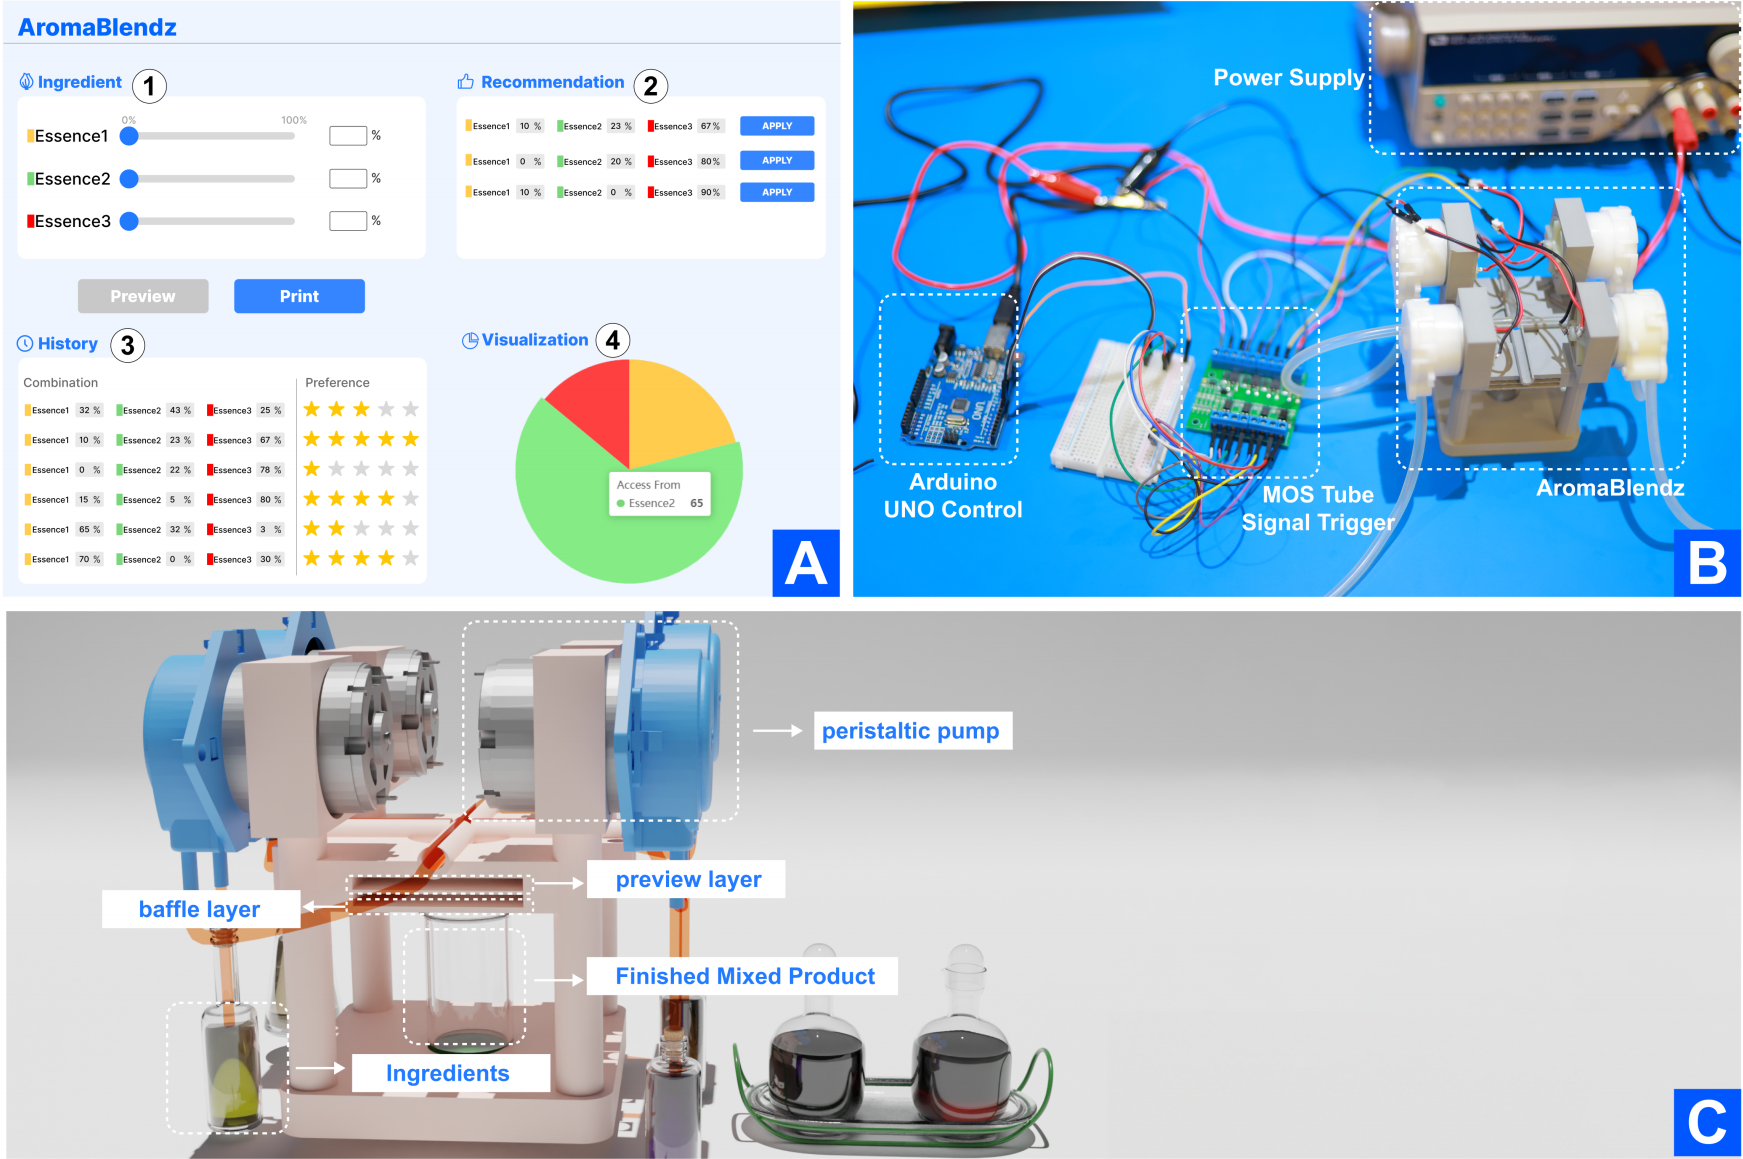 AromaBlendz
Ingredient 1
0% 100%
Essence1 %
Essence2 %
Essence3 %
Preview Print
Recommendation 2
Essence1 10 % Essence2 23 % Essence3 67% APPLY
Essence1 0 % Essence2 20 % Essence3 80% APPLY
Essence1 10 % Essence2 0 % Essence3 90% APPLY
History 3
Combination Preference
Essence1 32 % Essence2 43 % Essence3 25 %
Essence1 10 % Essence2 23 % Essence3 67 %
Essence1 0 % Essence2 22 % Essence3 78 %
Essence1 15 % Essence2 5 % Essence3 80 %
Essence1 65 % Essence2 32 % Essence3 3 %
Essence1 70 % Essence2 0 % Essence3 30 %
Visualization 4
Access From
Essence2 65
A
Power Supply
Arduino
UNO Control
MOS Tube
Signal Trigger
AromaBlendz
UNO
B
peristaltic pump
preview layer
baffle layer
Finished Mixed Product
Ingredients
C